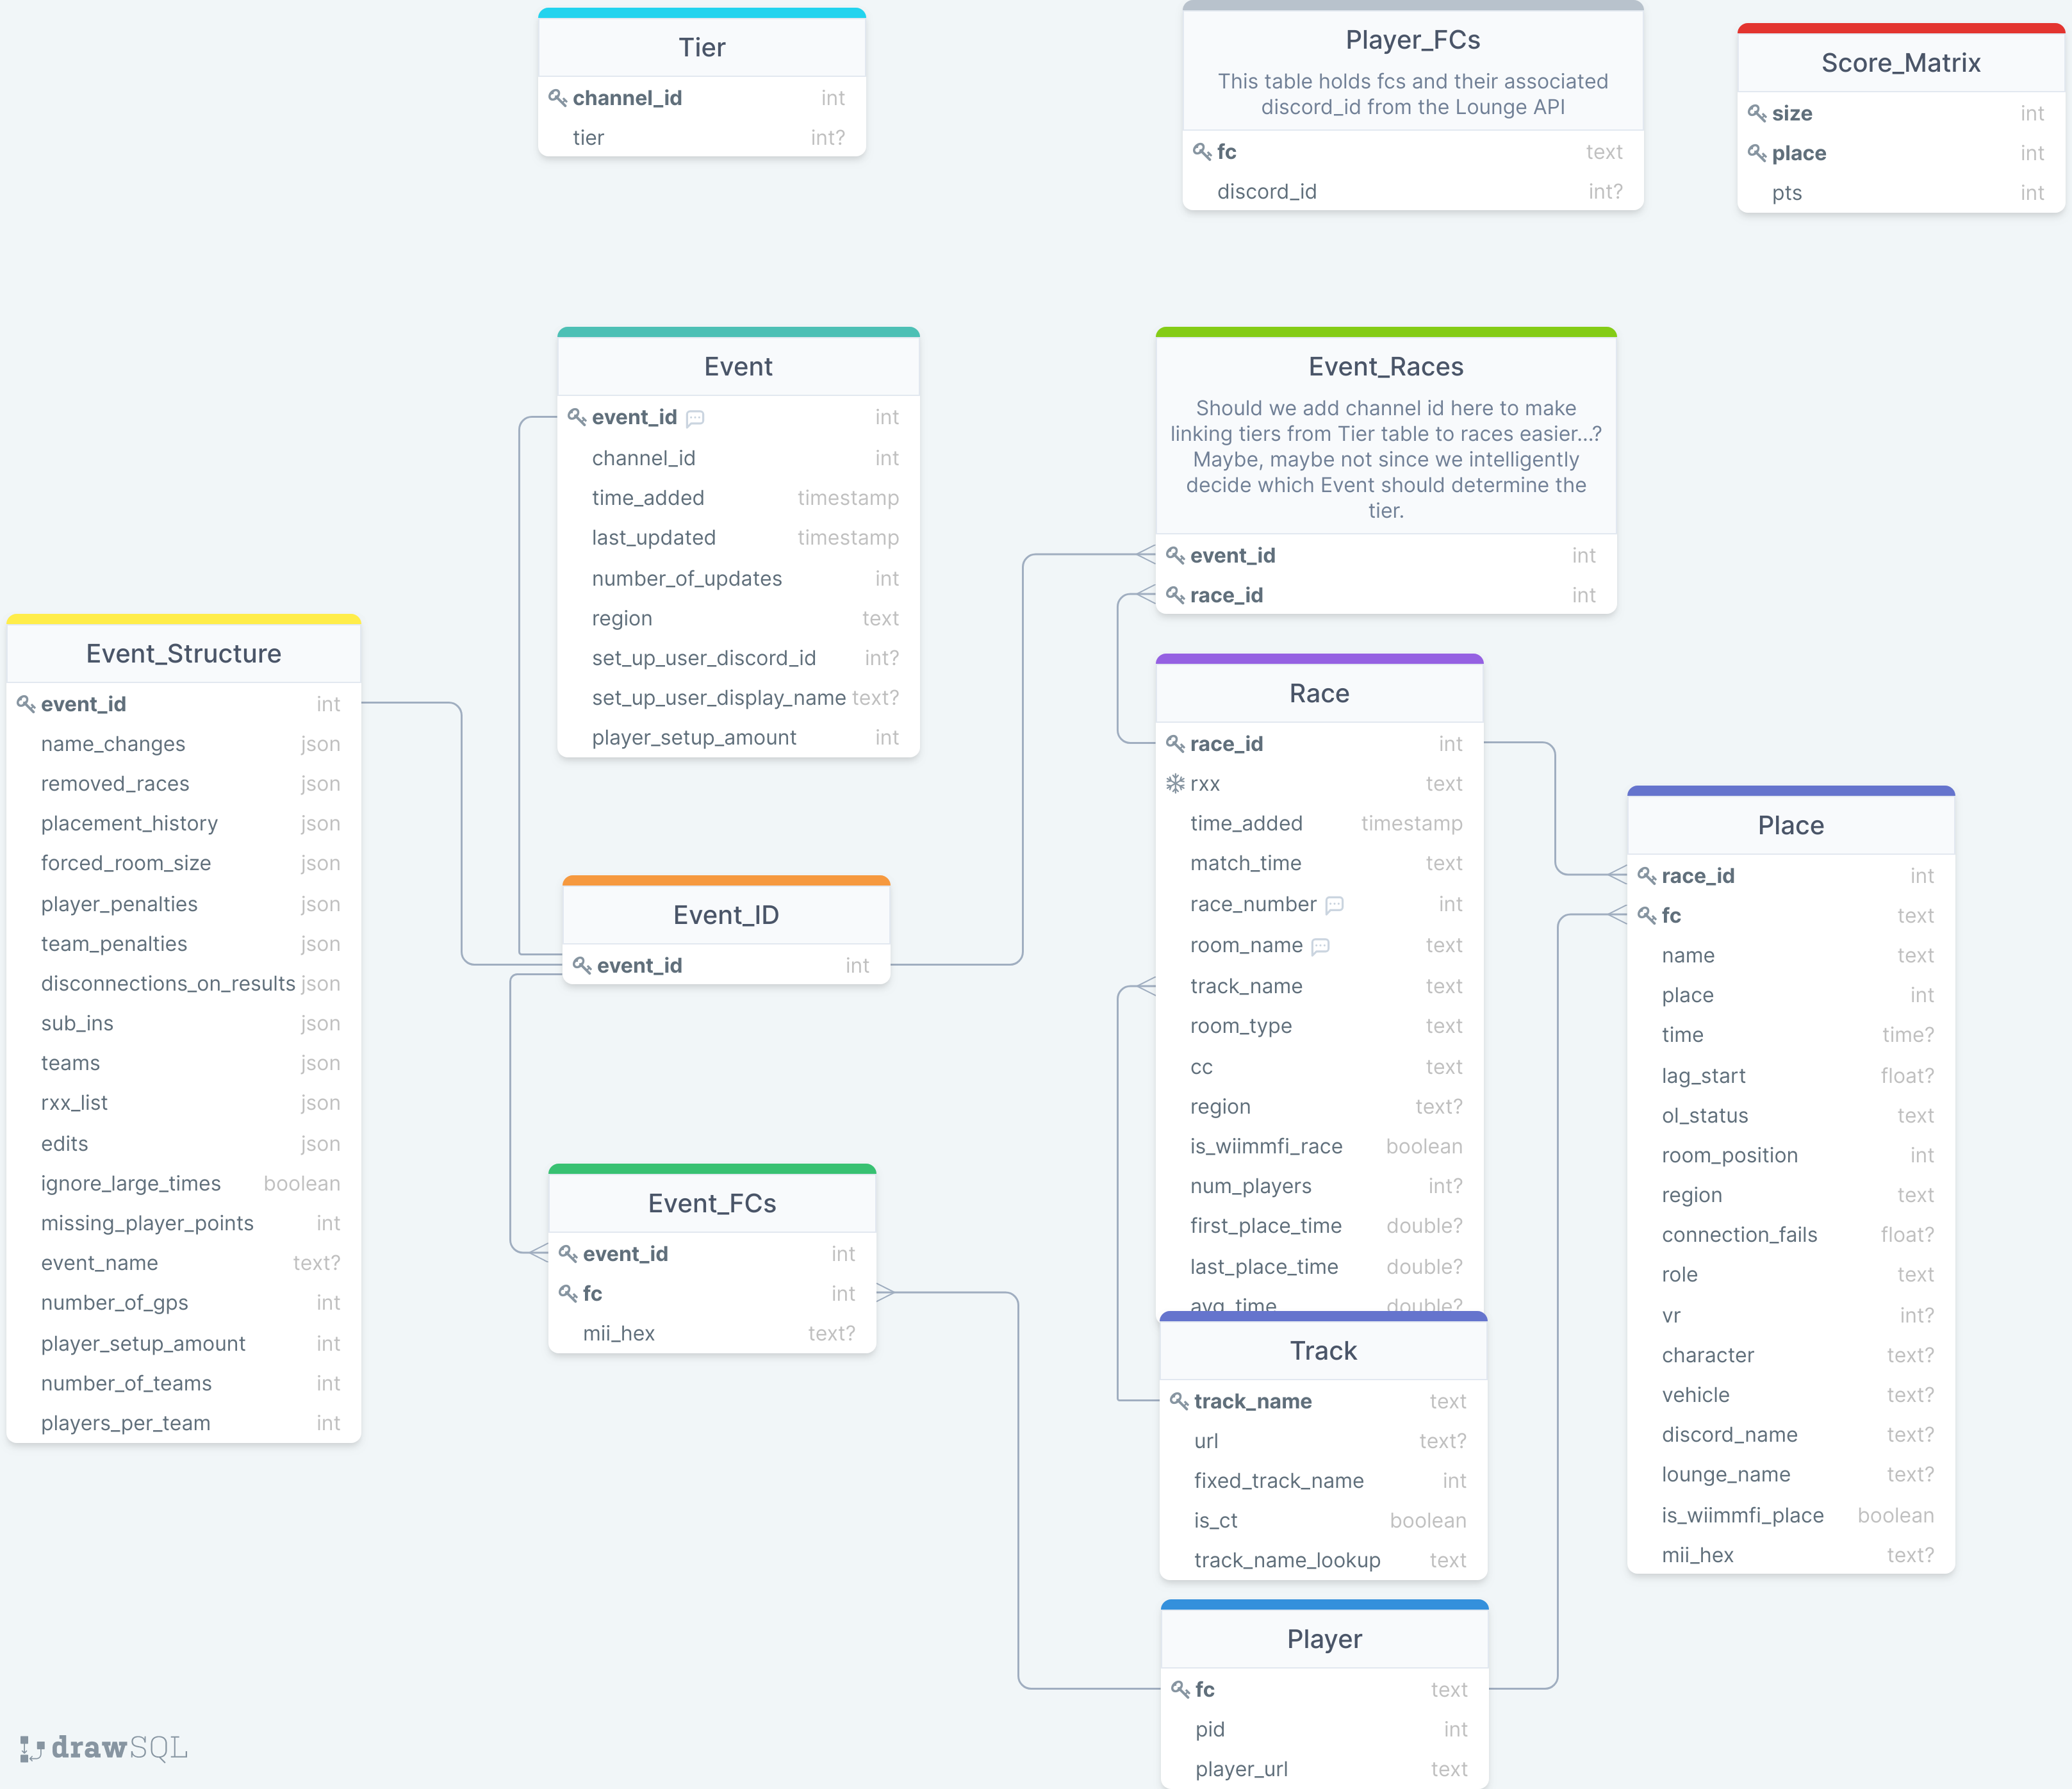 Tier
channel_id int
tier int?
Player_FCs
This table holds fcs and their associated
discord_id from the Lounge API
fc text
discord_id int?
Score_Matrix
size int
place int
pts int
Event
event_id int
channel_id int
time_added timestamp
last_updated timestamp
number_of_updates int
region text
set_up_user_discord_id int?
set_up_user_display_name text?
player_setup_amount int
Event_Races
Should we add channel id here to make
linking tiers from Tier table to races easier...?
Maybe, maybe not since we intelligently
decide which Event should determine the
tier.
event_id int
race_id int
Event_Structure
event_id int
name_changes json
removed_races json
placement_history json
forced_room_size json
player_penalties json
team_penalties json
disconnections_on_results json
sub_ins json
teams json
rxx_list json
edits json
ignore_large_times boolean
missing_player_points int
event_name text?
number_of_gps int
player_setup_amount int
number_of_teams int
players_per_team int
Event_ID
event_id int
Event_FCs
event_id int
fc int
mii_hex text?
Race
race_id int
rxx text
time_added timestamp
match_time text
race_number int
room_name text
track_name text
room_type text
cc text
region text?
is_wiimmfi_race boolean
num_players int?
first_place_time double?
last_place_time double?
avg_time double?
Track
track_name text
url text?
fixed_track_name int
is_ct boolean
track_name_lookup text
Player
fc text
pid int
player_url text
Place
race_id int
fc text
name text
place int
time time?
lag_start float?
ol_status text
room_position int
region text
connection_fails float?
role text
vr int?
character text?
vehicle text?
discord_name text?
lounge_name text?
is_wiimmfi_place boolean
mii_hex text?
drawSQL